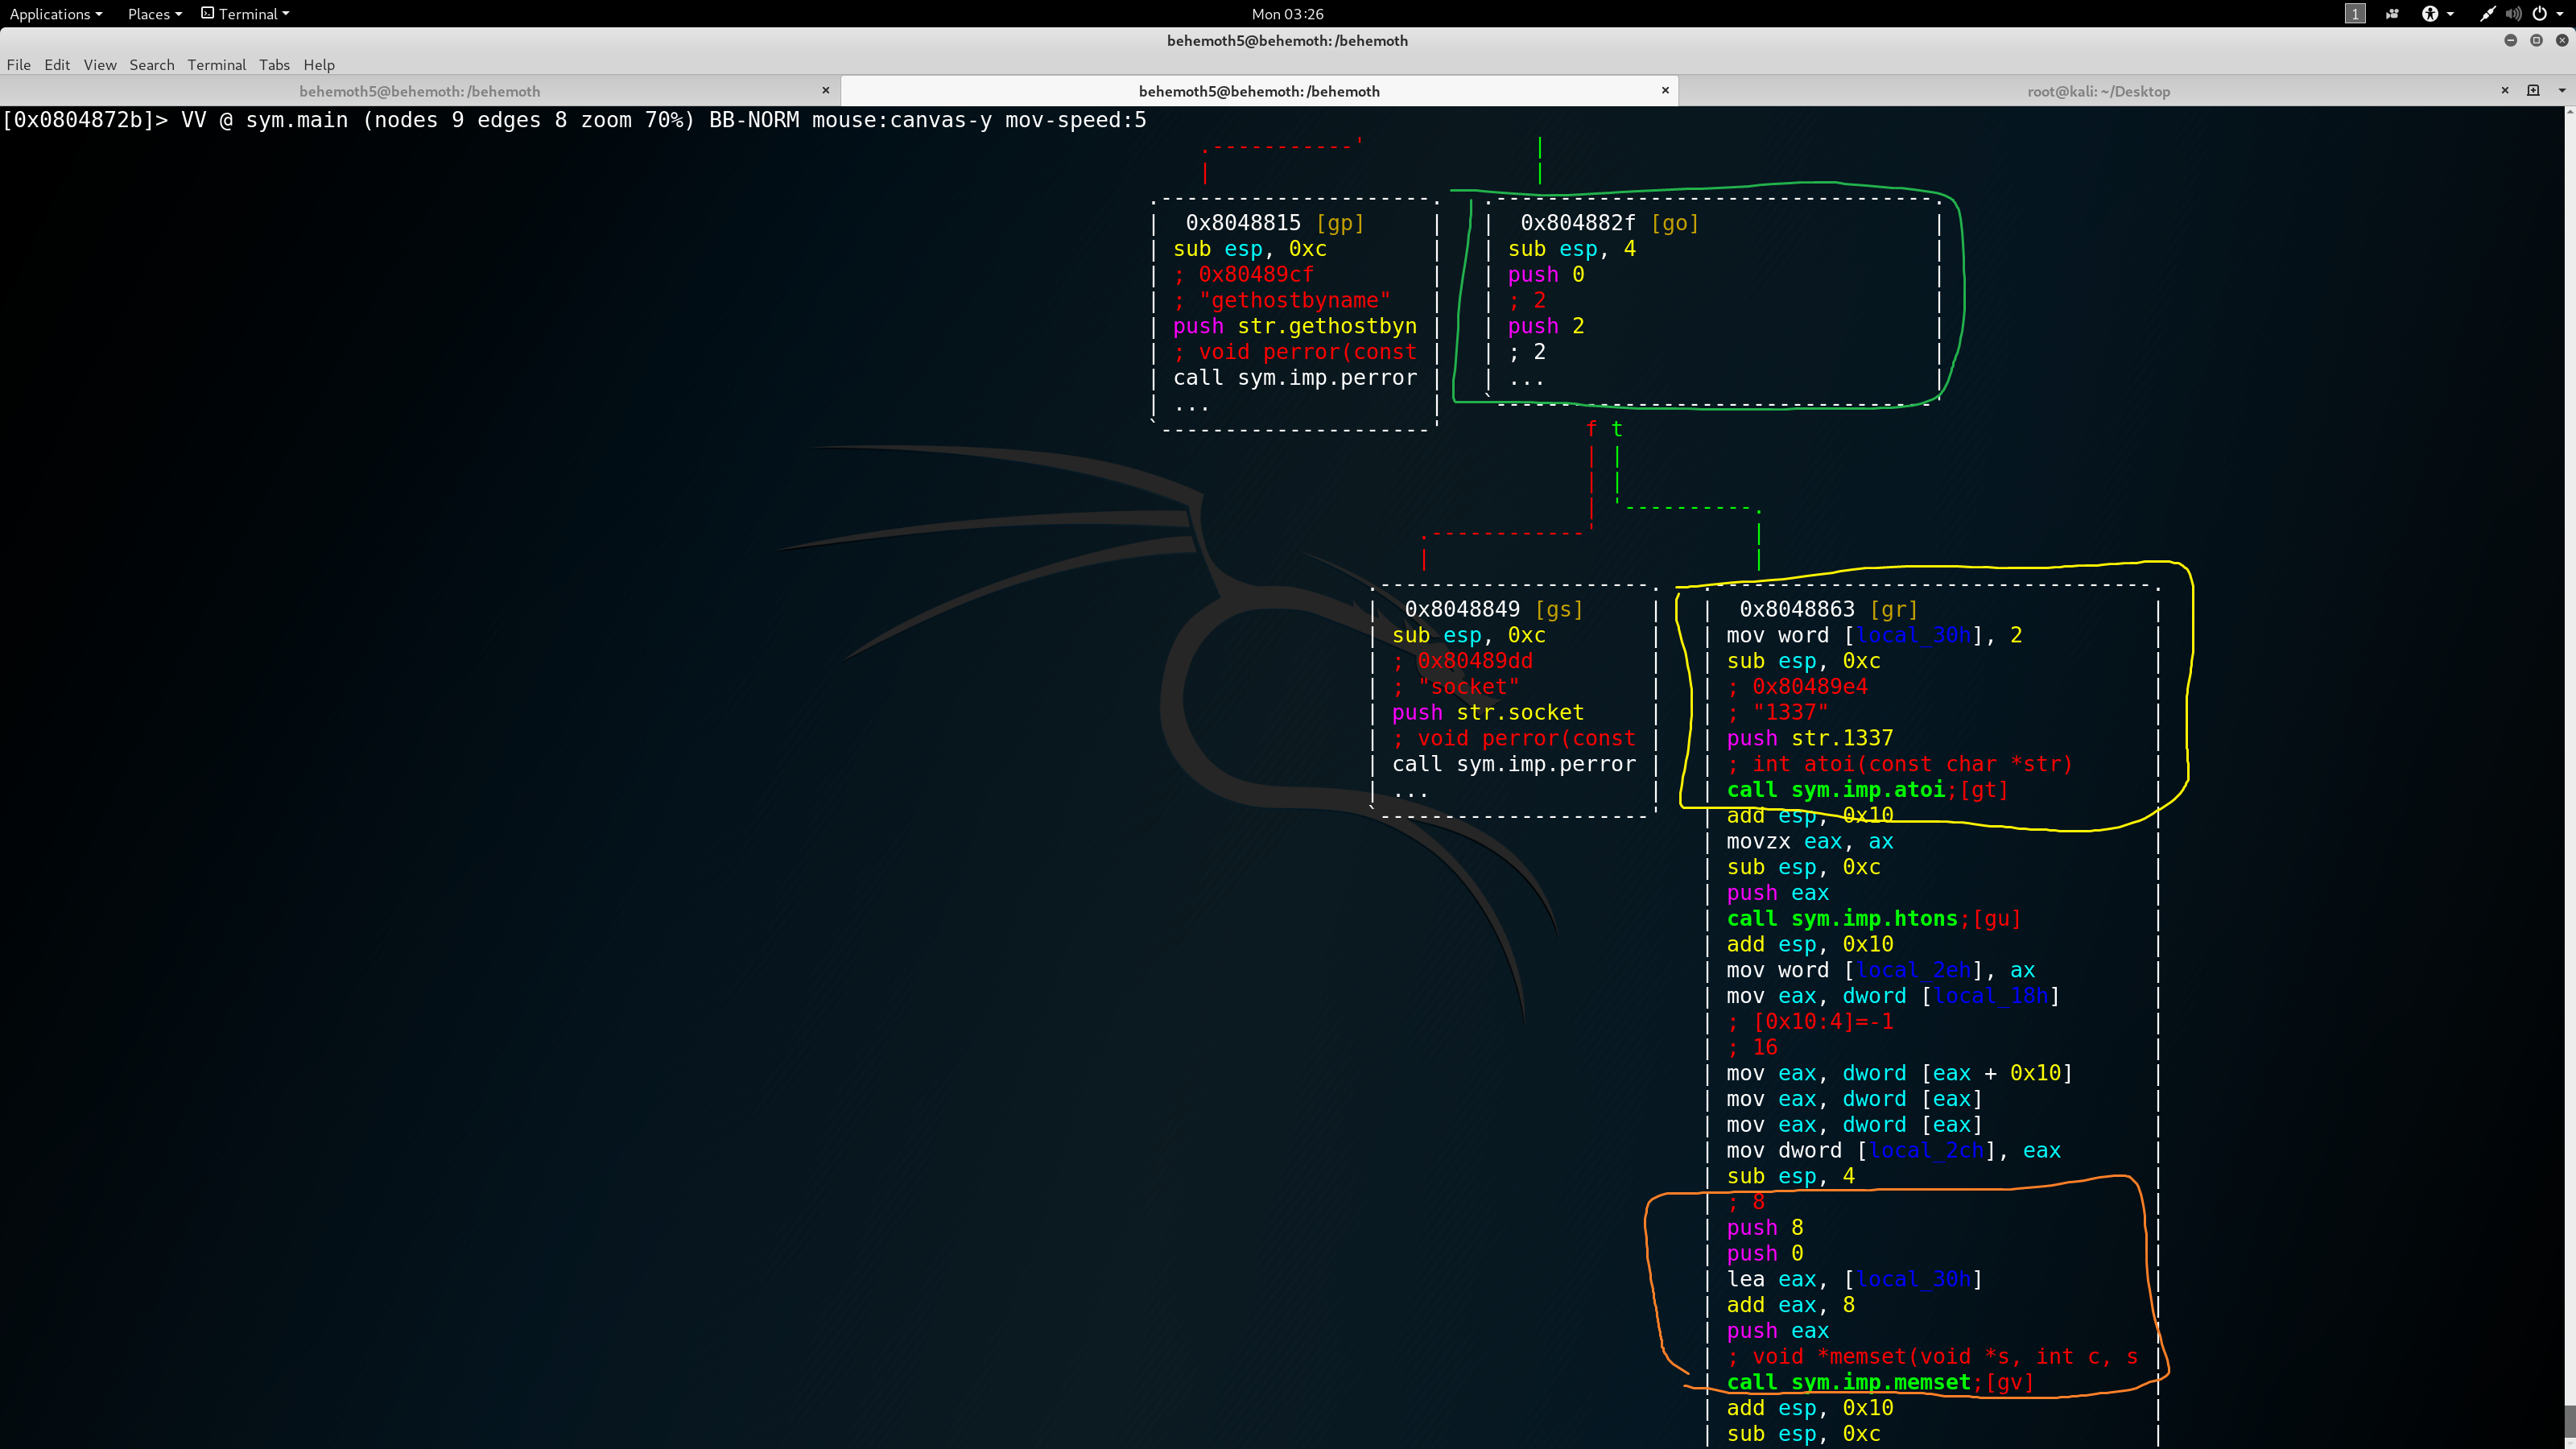 Applications Places Terminal Mon 03:26 1
behemoth5@behemoth: /behemoth
File Edit View Search Terminal Tabs Help
behemoth5@behemoth: /behemoth × behemoth5@behemoth: /behemoth × root@kali: ~/Desktop ×
[0x0804872b]> VV @ sym.main (nodes 9 edges 8 zoom 70%) BB-NORM mouse:canvas-y mov-speed:5
0x8048815 [gp]
sub esp, 0xc
; 0x80489cf
; "gethostbyname"
push str.gethostbyn
; void perror(const
call sym.imp.perror
...
0x804882f [go]
sub esp, 4
push 0
; 2
push 2
; 2
...
f t
0x8048849 [gs]
sub esp, 0xc
; 0x80489dd
; "socket"
push str.socket
; void perror(const
call sym.imp.perror
...
0x8048863 [gr]
mov word [local_30h], 2
sub esp, 0xc
; 0x80489e4
; "1337"
push str.1337
; int atoi(const char *str)
call sym.imp.atoi;[gt]
add esp, 0x10
movzx eax, ax
sub esp, 0xc
push eax
call sym.imp.htons;[gu]
add esp, 0x10
mov word [local_2eh], ax
mov eax, dword [local_18h]
; [0x10:4]=-1
; 16
mov eax, dword [eax + 0x10]
mov eax, dword [eax]
mov eax, dword [eax]
mov dword [local_2ch], eax
sub esp, 4
; 8
push 8
push 0
lea eax, [local_30h]
add eax, 8
push eax
; void *memset(void *s, int c, s
call sym.imp.memset;[gv]
add esp, 0x10
sub esp, 0xc